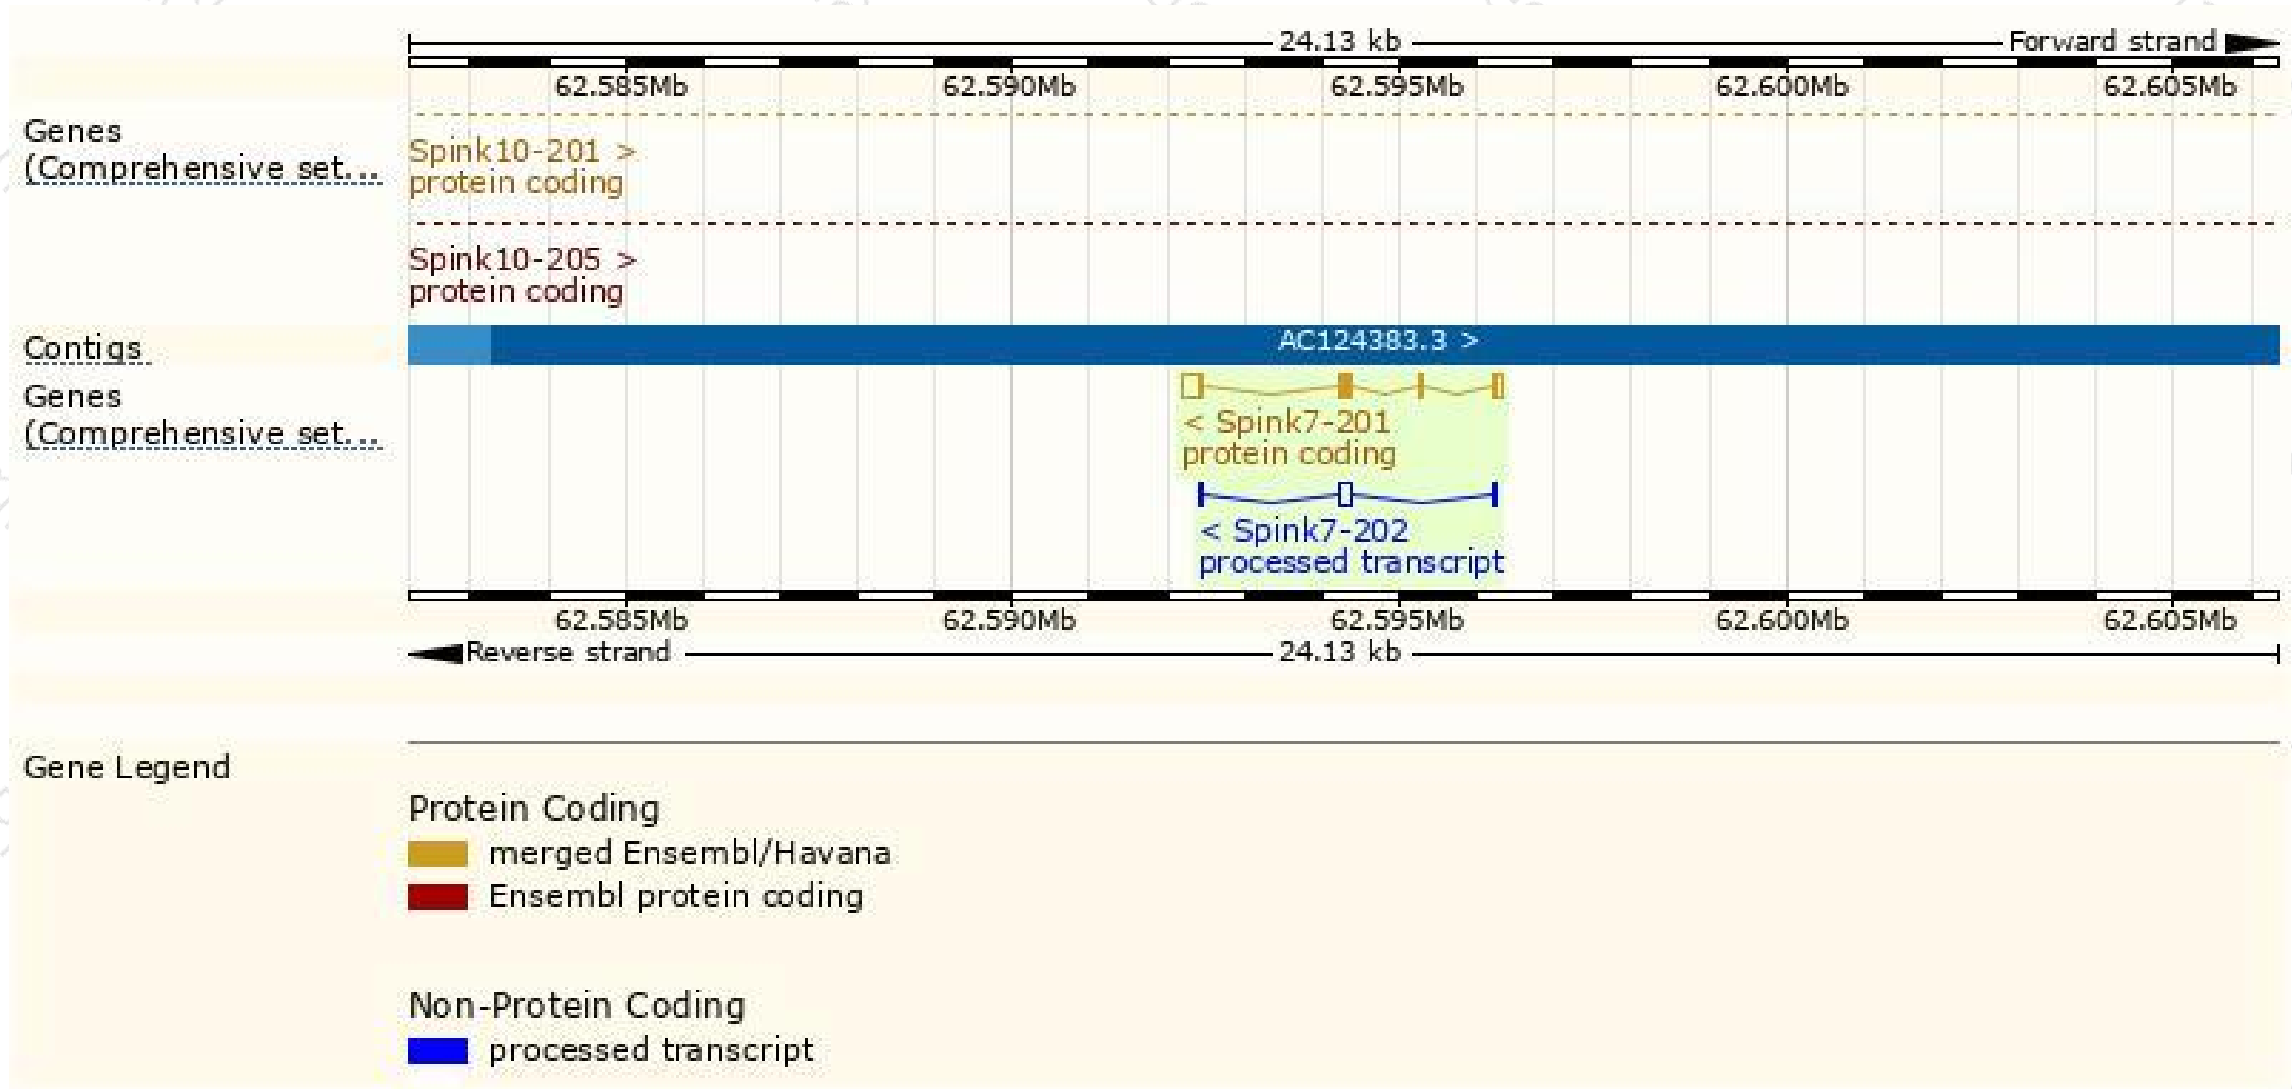 24.13 kb
Forward strand
62.585Mb 62.590Mb 62.595Mb 62.600Mb 62.605Mb
Genes
(Comprehensive set...
Spink10-201 >
protein coding
Spink10-205 >
protein coding
Contigs
AC124383.3 >
Genes
(Comprehensive set...
< Spink7-201
protein coding
< Spink7-202
processed transcript
62.585Mb 62.590Mb 62.595Mb 62.600Mb 62.605Mb
Reverse strand
24.13 kb
Gene Legend
Protein Coding
merged Ensembl/Havana
Ensembl protein coding
Non-Protein Coding
processed transcript